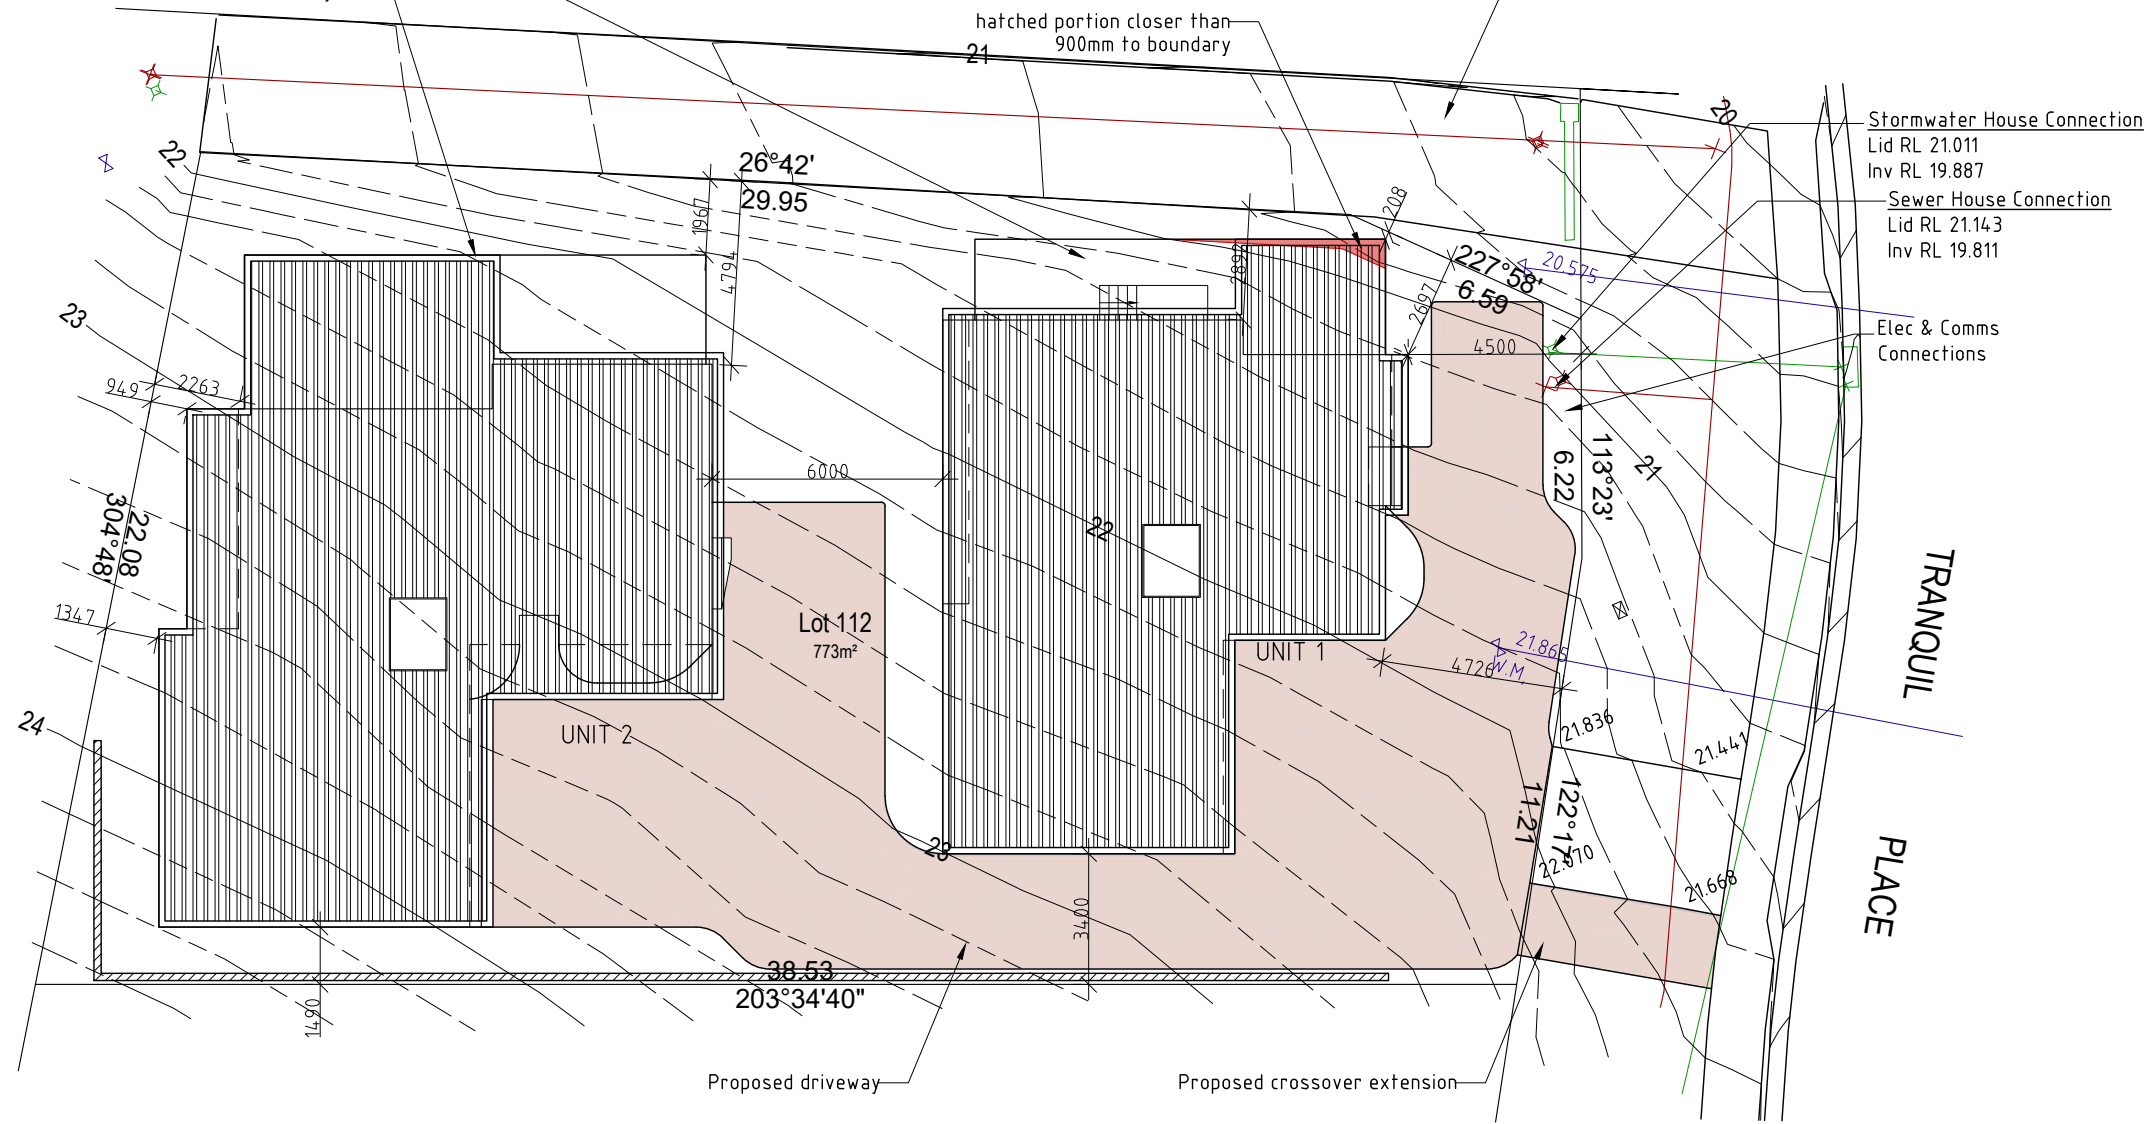 hatched portion closer than
900mm to boundary
21
20
Stormwater House Connection
Lid RL 21.011
Inv RL 19.887
Sewer House Connection
Lid RL 21.143
Inv RL 19.811
Elec & Comms
Connections
22
26°42'
29.95
1967
4794
208
2892
227°58'
6.59
2697
20.575
4500
23
949
2263
6000
22
6.22
113°23'
21
22.08
304°48'
1347
Lot 112
773m²
UNIT 1
UNIT 2
4726
21.865
W.M.
21.836
21.441
24
23
11.21
122°17'
22.070
21.668
TRANQUIL
PLACE
3400
38.53
203°34'40"
1490
Proposed driveway
Proposed crossover extension